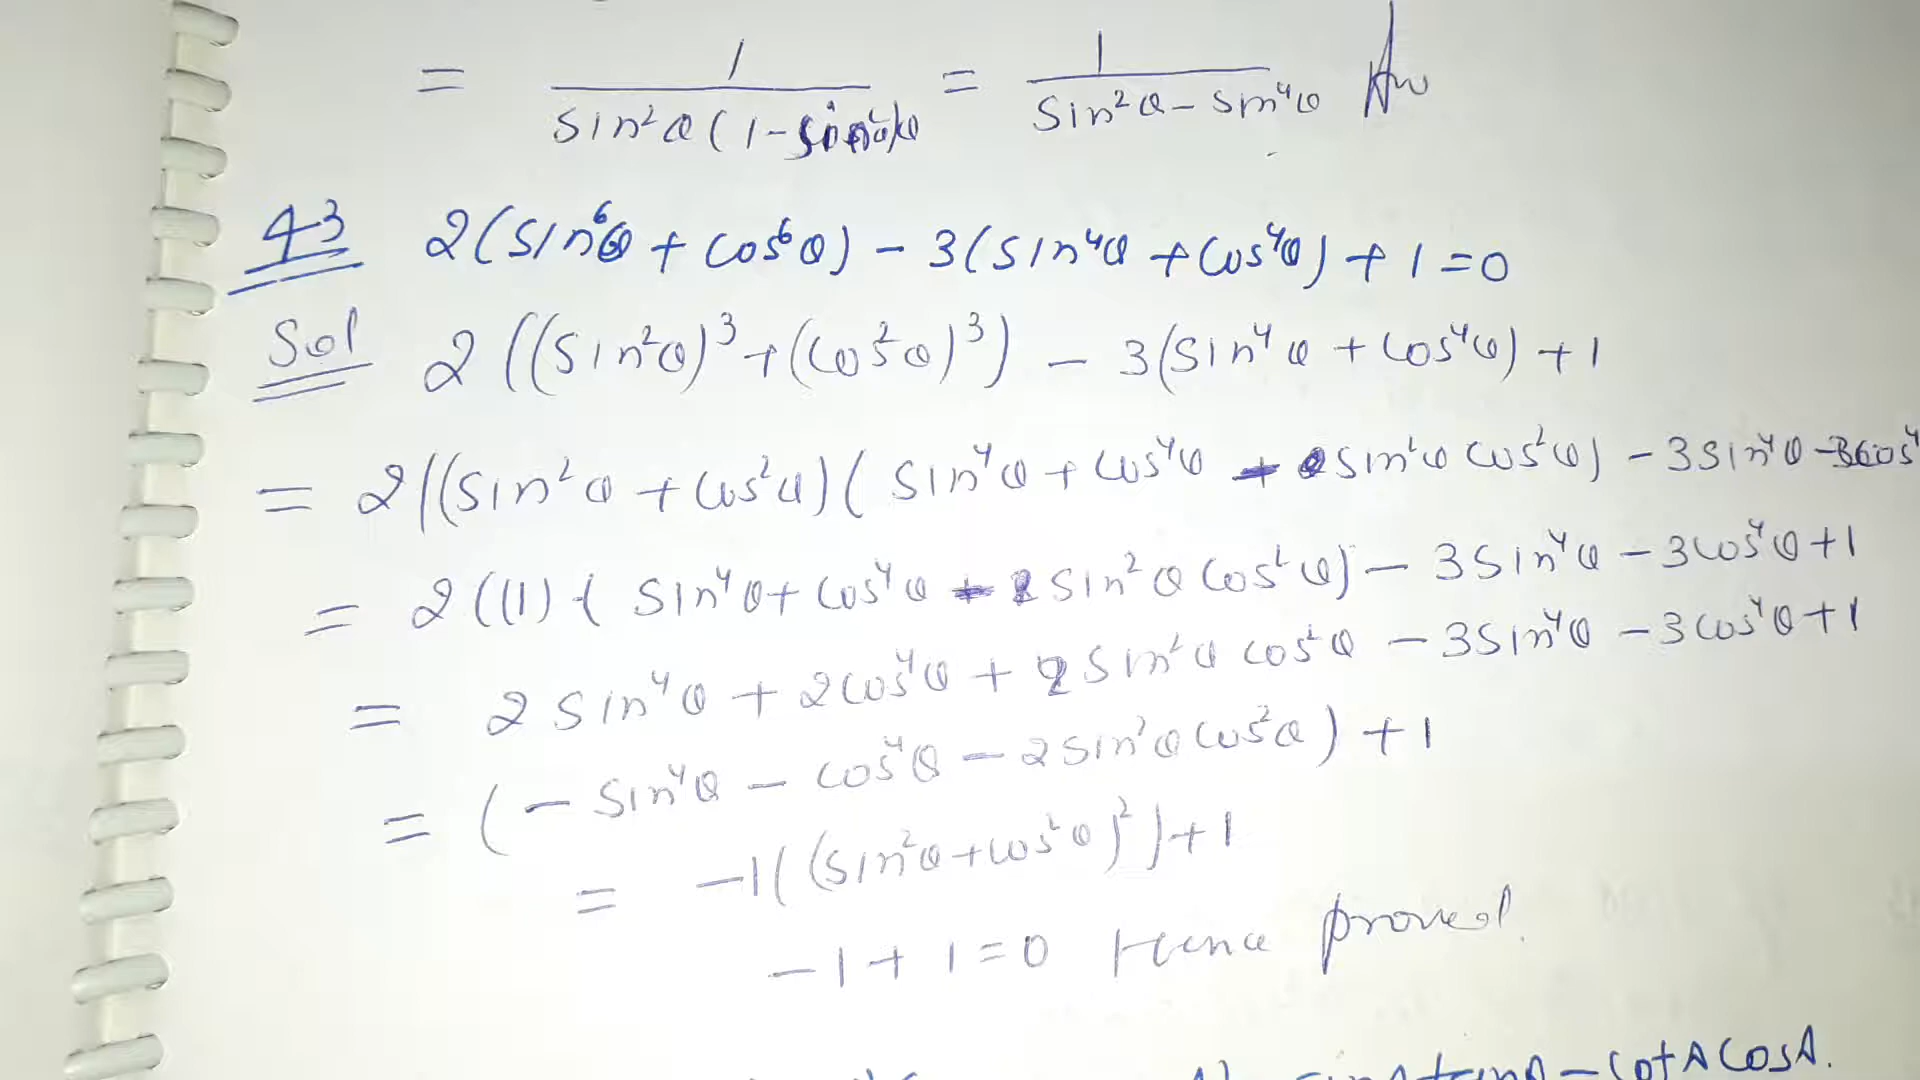 = 1/(sin²θ(1-sin²θ)) = 1/(sin²θ - sin⁴θ) Ans
43 2(sin⁶θ + cos⁶θ) - 3(sin⁴θ + cos⁴θ) + 1 = 0
Sol 2((sin²θ)³ + (cos²θ)³) - 3(sin⁴θ + cos⁴θ) + 1
= 2((sin²θ + cos²θ)(sin⁴θ + cos⁴θ - sin²θ cos²θ) - 3sin⁴θ - 3cos⁴
= 2((1)(sin⁴θ + cos⁴θ - sin²θ cos²θ) - 3sin⁴θ - 3cos⁴θ + 1
= 2sin⁴θ + 2cos⁴θ + 2sin²θ cos²θ - 3sin⁴θ - 3cos⁴θ + 1
= (- sin⁴θ - cos⁴θ - 2sin²θ cos²θ) + 1
= -1((sin²θ + cos²θ)²) + 1
-1 + 1 = 0 Hence proved.
- cotA cosA.